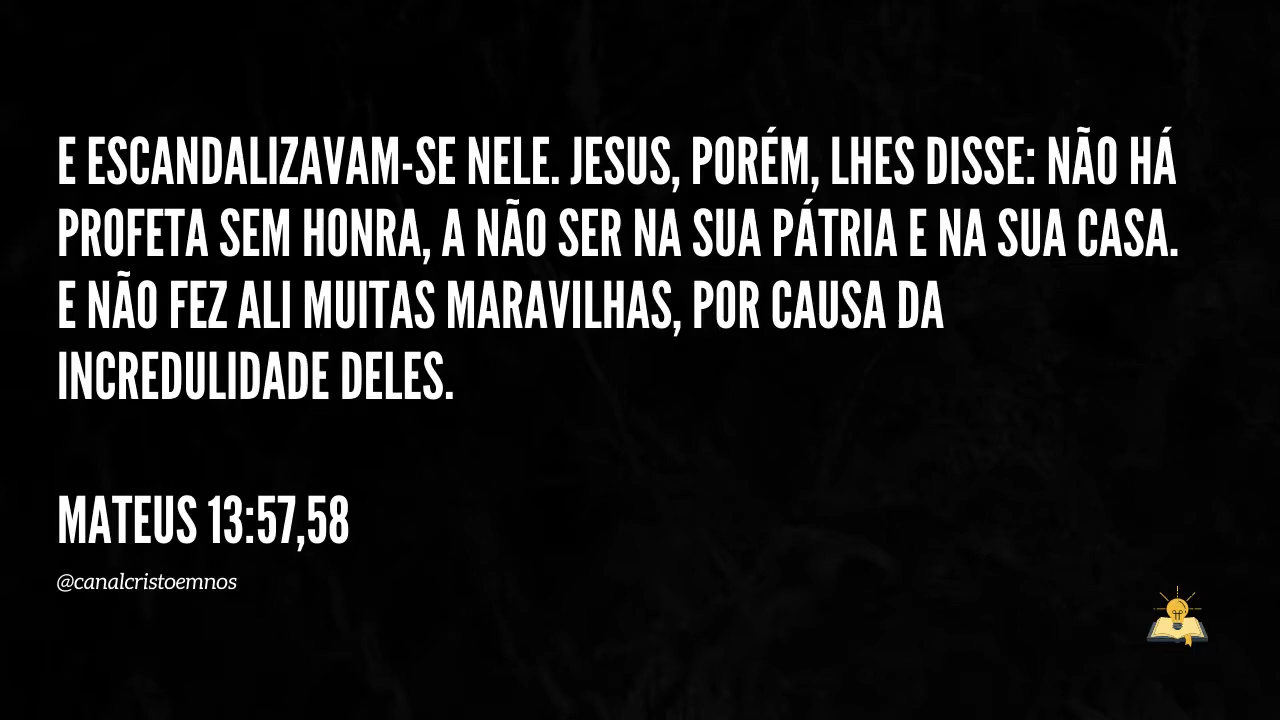 E ESCANDALIZAVAM-SE NELE. JESUS, PORÉM, LHES DISSE: NÃO HÁ
PROFETA SEM HONRA, A NÃO SER NA SUA PÁTRIA E NA SUA CASA.
E NÃO FEZ ALI MUITAS MARAVILHAS, POR CAUSA DA
INCREDULIDADE DELES.
MATEUS 13:57,58
@canalcristoemnos